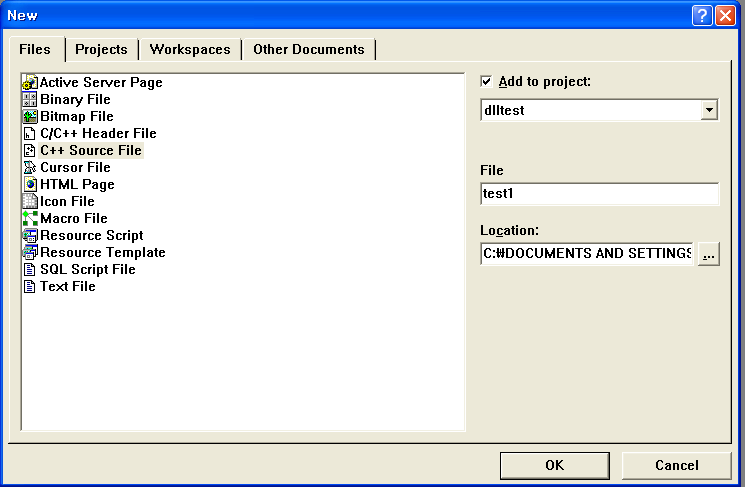 New
Files Projects Workspaces Other Documents
Active Server Page
Binary File
Bitmap File
C/C++ Header File
C++ Source File
Cursor File
HTML Page
Icon File
Macro File
Resource Script
Resource Template
SQL Script File
Text File
Add to project:
dlltest
File
test1
Location:
C:₩DOCUMENTS AND SETTINGS
...
OK Cancel